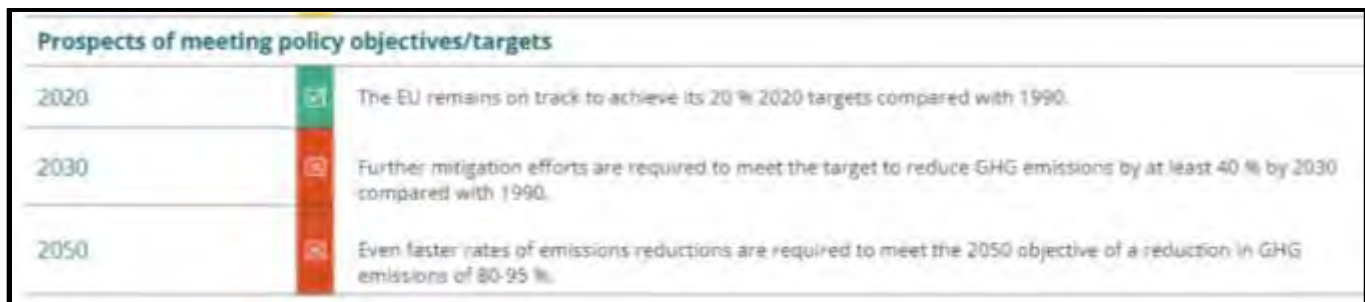 Prospects of meeting policy objectives/targets
2020
The EU remains on track to achieve its 20 % 2020 targets compared with 1990.
2030
Further mitigation efforts are required to meet the target to reduce GHG emissions by at least 40 % by 2030
compared with 1990.
2050
Even faster rates of emissions reductions are required to meet the 2050 objective of a reduction in GHG
emissions of 80-95 %.